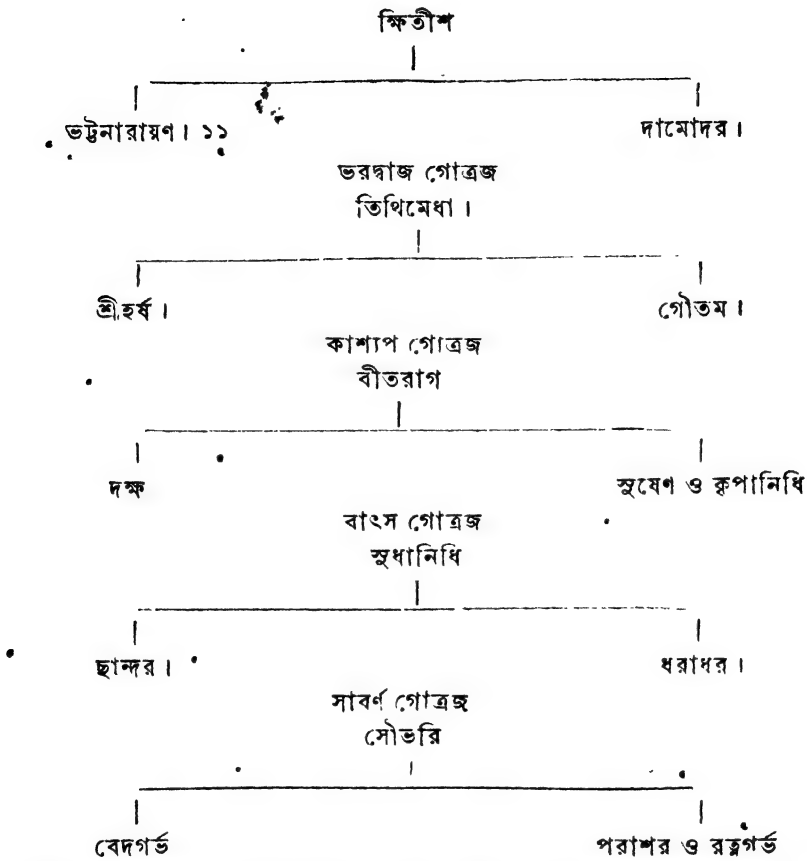 ক্ষিতীশ
ভট্টনারায়ণ। ১১ দামোদর।
ভরদ্বাজ গোত্রজ
তিথিমেধা।
শ্রীহর্ষ। গৌতম।
কাশ্যপ গোত্রজ
বীতরাগ
দক্ষ সুষেণ ও কৃপানিধি
বাৎস গোত্রজ
সুধানিধি
ছান্দর। ধরাধর।
সাবর্ণ গোত্রজ
সৌভরি
বেদগর্ভ পরাশর ও রত্নগর্ভ